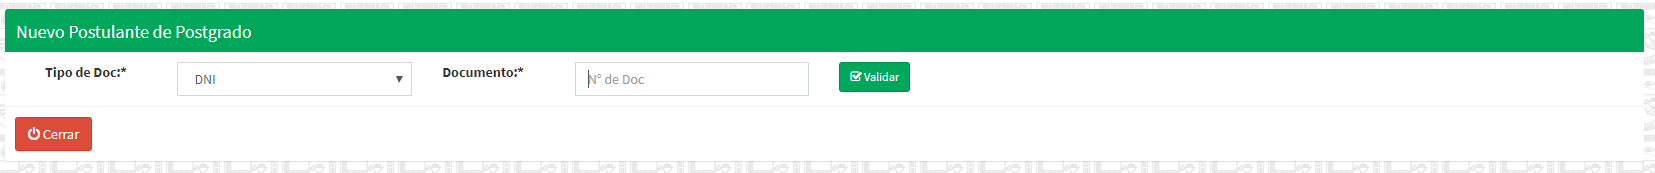 Nuevo Postulante de Postgrado
Tipo de Doc:* DNI Documento:* N° de Doc Validar
Cerrar